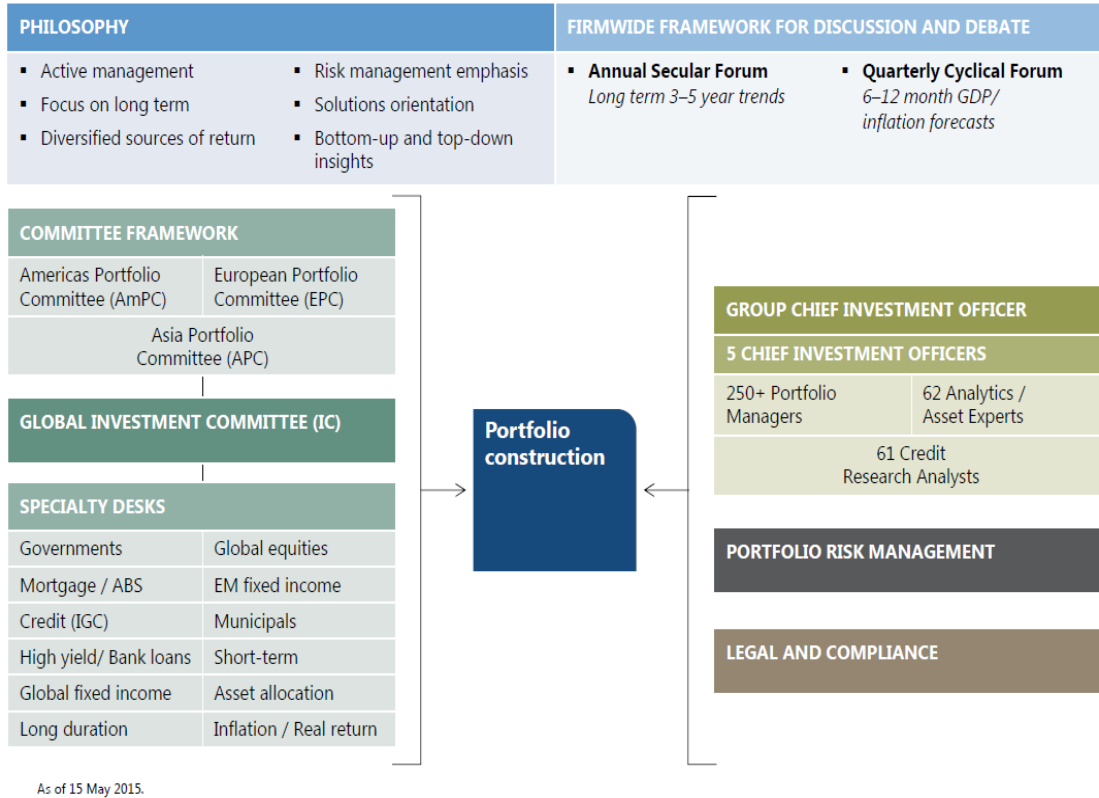 PHILOSOPHY
▪ Active management
▪ Focus on long term
▪ Diversified sources of return
▪ Risk management emphasis
▪ Solutions orientation
▪ Bottom-up and top-down
insights
FIRMWIDE FRAMEWORK FOR DISCUSSION AND DEBATE
▪ Annual Secular Forum
Long term 3–5 year trends
▪ Quarterly Cyclical Forum
6–12 month GDP/
inflation forecasts
COMMITTEE FRAMEWORK
Americas Portfolio
Committee (AmPC)
European Portfolio
Committee (EPC)
Asia Portfolio
Committee (APC)
GLOBAL INVESTMENT COMMITTEE (IC)
SPECIALTY DESKS
Governments
Global equities
Mortgage / ABS
EM fixed income
Credit (IGC)
Municipals
High yield/ Bank loans
Short-term
Global fixed income
Asset allocation
Long duration
Inflation / Real return
Portfolio
construction
GROUP CHIEF INVESTMENT OFFICER
5 CHIEF INVESTMENT OFFICERS
250+ Portfolio
Managers
62 Analytics /
Asset Experts
61 Credit
Research Analysts
PORTFOLIO RISK MANAGEMENT
LEGAL AND COMPLIANCE
As of 15 May 2015.